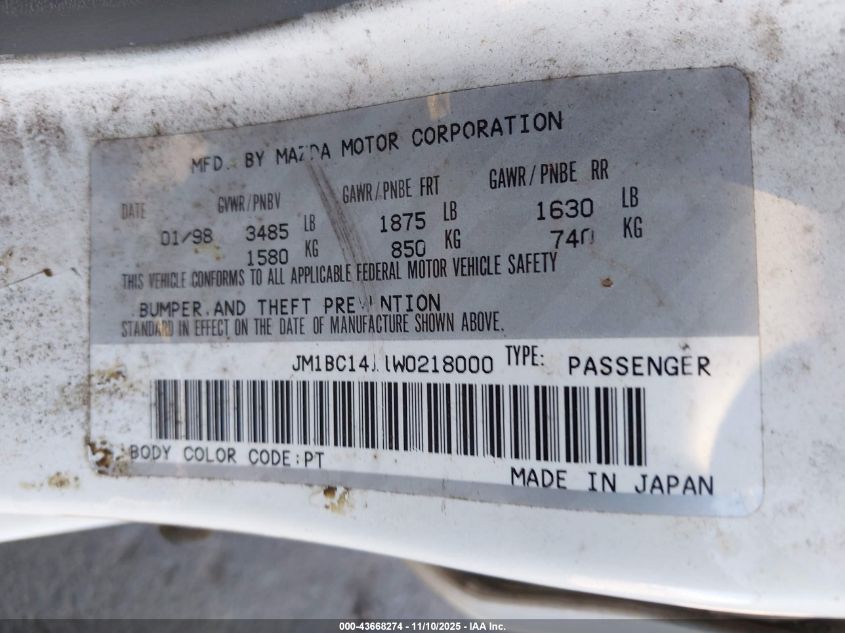 MFD. BY MAZDA MOTOR CORPORATION
DATE GVWR/PNBV GAWR/PNBE FRT GAWR/PNBE RR
01/98 3485 LB 1875 LB 1630 LB
1580 KG 850 KG 740 KG
THIS VEHICLE CONFORMS TO ALL APPLICABLE FEDERAL MOTOR VEHICLE SAFETY
BUMPER,AND THEFT PREVENTION
STANDARD IN EFFECT ON THE DATE OF MANUFACTURE SHOWN ABOVE.
TYPE: PASSENGER
BODY COLOR CODE:PT
MADE IN JAPAN
000-43668274 — 11/10/2025 — IAA Inc.